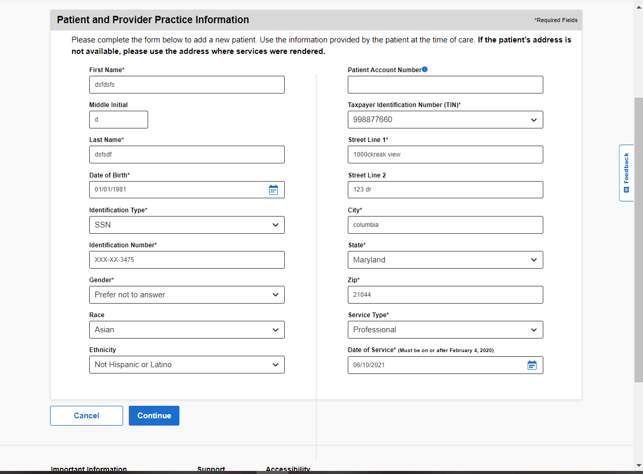 Patient and Provider Practice Information
*Required Fields
Please complete the form below to add a new patient. Use the information provided by the patient at the time of care. If the patient's address is
not available, please use the address where services were rendered.
First Name*
dsfdsfs
Middle Initial
d
Last Name*
dsfsdf
Date of Birth*
01/01/1981
Identification Type*
SSN
Identification Number*
XXX-XX-3475
Gender*
Prefer not to answer
Race
Asian
Ethnicity
Not Hispanic or Latino
Patient Account Number
Taxpayer Identification Number (TIN)*
998877660
Street Line 1*
1000ckreak view
Street Line 2
123 dr
City*
columbia
State*
Maryland
Zip*
21044
Service Type*
Professional
Date of Service* (Must be on or after February 4, 2020)
06/10/2021
Feedback
Cancel
Continue
Important Information
Support
Accessibility